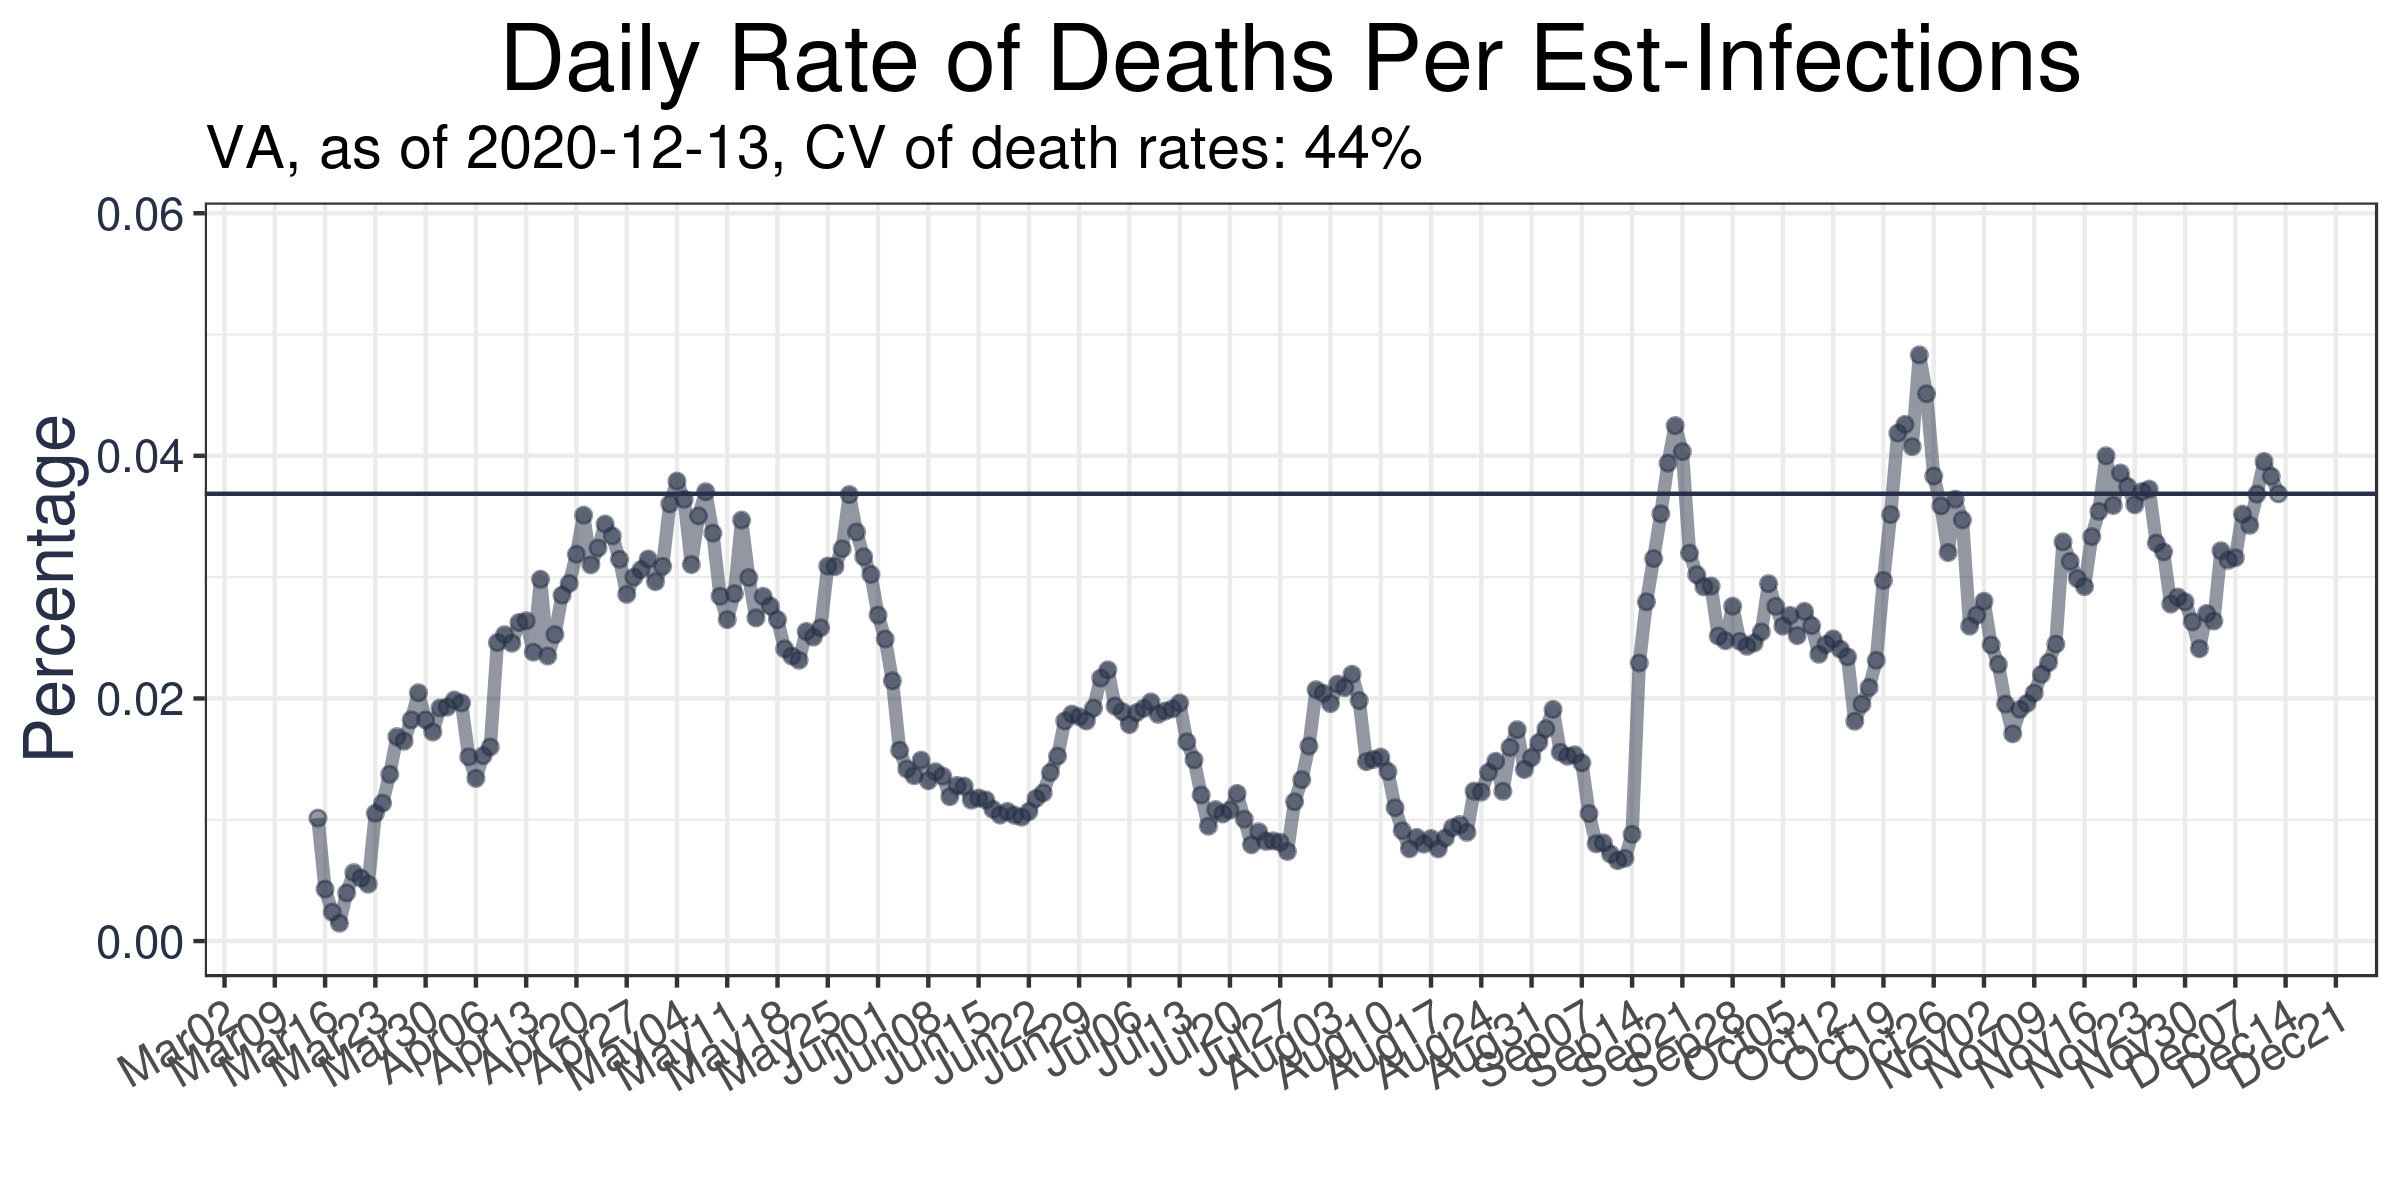 Daily Rate of Deaths Per Est-Infections
VA, as of 2020-12-13, CV of death rates: 44%
Percentage
0.06
0.04
0.02
0.00
Mar02
Mar09
Mar16
Mar23
Mar30
Apr06
Apr13
Apr20
Apr27
May04
May11
May18
May25
Jun01
Jun08
Jun15
Jun22
Jun29
Jul06
Jul13
Jul20
Jul27
Aug03
Aug10
Aug17
Aug24
Aug31
Sep07
Sep14
Sep21
Sep28
Oct05
Oct12
Oct19
Oct26
Nov02
Nov09
Nov16
Nov23
Nov30
Dec07
Dec14
Dec21